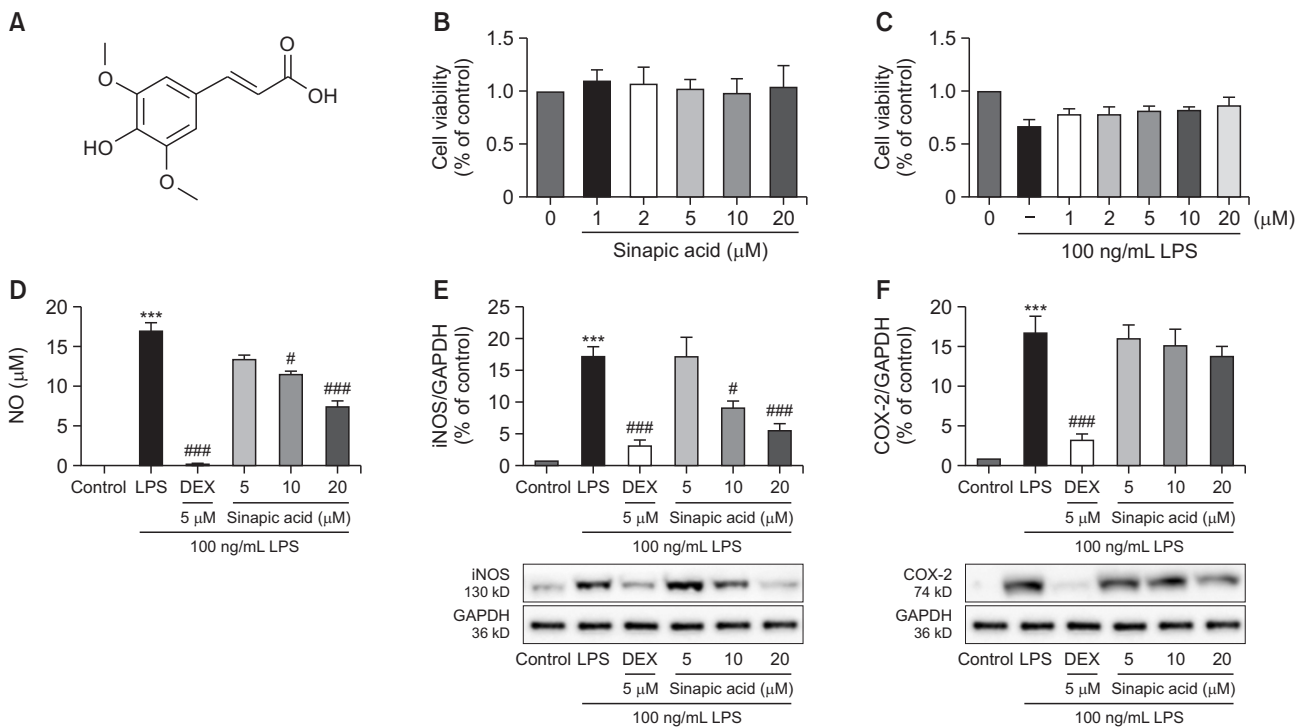 A
O
O
OH
HO
O
B
Cell viability
(% of control)
1.5
1.0
0.5
0
0 1 2 5 10 20
Sinapic acid (μM)
C
Cell viability
(% of control)
1.5
1.0
0.5
0
0 − 1 2 5 10 20 (μM)
100 ng/mL LPS
D
NO (μM)
20
15
10
5
0
***
###
#
###
Control LPS DEX 5 10 20
5 μM Sinapic acid (μM)
100 ng/mL LPS
E
iNOS/GAPDH
(% of control)
25
20
15
10
5
0
***
###
#
###
Control LPS DEX 5 10 20
5 μM Sinapic acid (μM)
100 ng/mL LPS
iNOS
130 kD
GAPDH
36 kD
Control LPS DEX 5 10 20
5 μM Sinapic acid (μM)
100 ng/mL LPS
F
COX-2/GAPDH
(% of control)
20
15
10
5
0
***
###
Control LPS DEX 5 10 20
5 μM Sinapic acid (μM)
100 ng/mL LPS
COX-2
74 kD
GAPDH
36 kD
Control LPS DEX 5 10 20
5 μM Sinapic acid (μM)
100 ng/mL LPS